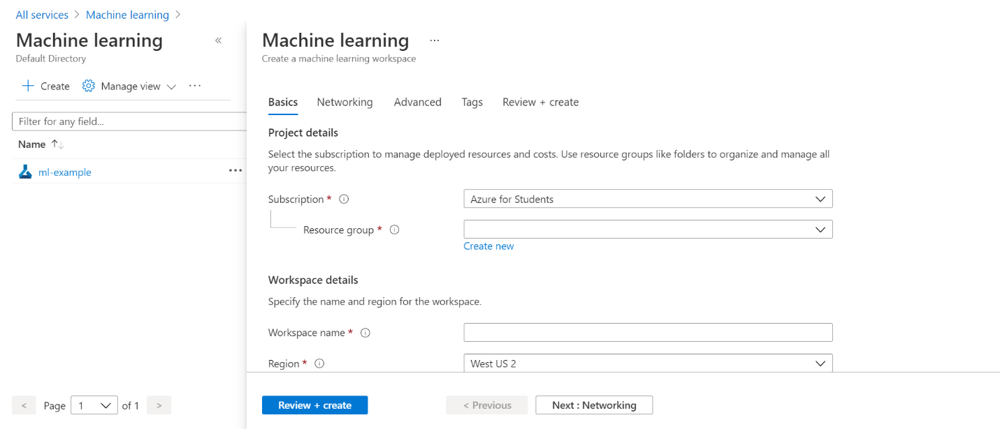 All services > Machine learning >
Machine learning «
Default Directory
+ Create Manage view ...
Filter for any field...
Name ↑↓
ml-example ...
< Page 1 of 1 >
Machine learning ...
Create a machine learning workspace
Basics Networking Advanced Tags Review + create
Project details
Select the subscription to manage deployed resources and costs. Use resource groups like folders to organize and manage all
your resources.
Subscription * Azure for Students
Resource group *
Create new
Workspace details
Specify the name and region for the workspace.
Workspace name *
Region * West US 2
Review + create < Previous Next : Networking